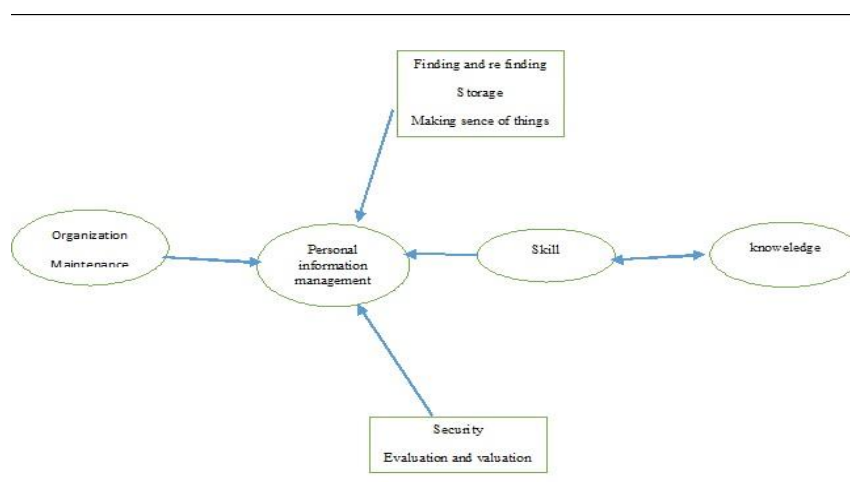 Finding and re finding
Storage
Making sence of things
Organization
Maintenance
Personal
information
management
Skill
knoweledge
Security
Evaluation and valuation